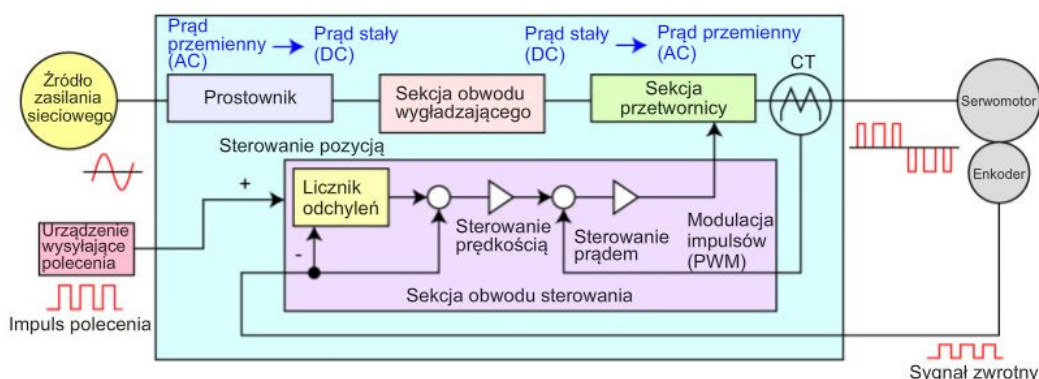 Prąd
przemienny
(AC)
Prąd stały
(DC)
Prąd stały
(DC)
Prąd przemienny
(AC)
CT
Źródło
zasilania
sieciowego
Prostownik
Sekcja obwodu
wygładzającego
Sekcja
przetwornicy
Serwomotor
Enkoder
Sterowanie pozycją
+
Licznik
odchyleń
-
Sterowanie
prędkością
Sterowanie
prądem
Modulacja
impulsów
(PWM)
Sekcja obwodu sterowania
Urządzenie
wysyłające
polecenia
Impuls polecenia
Sygnał zwrotny